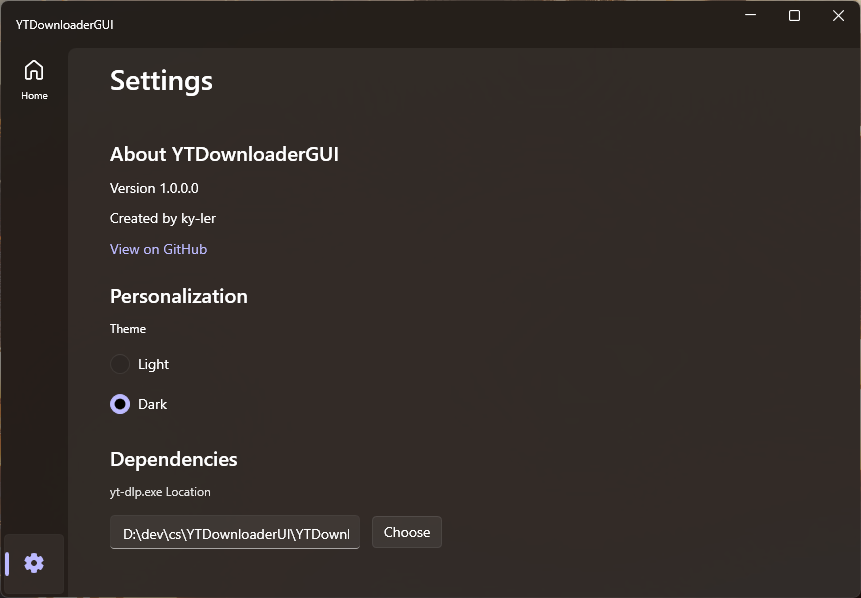 YTDownloaderGUI
Home
Settings
About YTDownloaderGUI
Version 1.0.0.0
Created by ky-ler
View on GitHub
Personalization
Theme
Light
Dark
Dependencies
yt-dlp.exe Location
D:\dev\cs\YTDownloaderUI\YTDownl
Choose